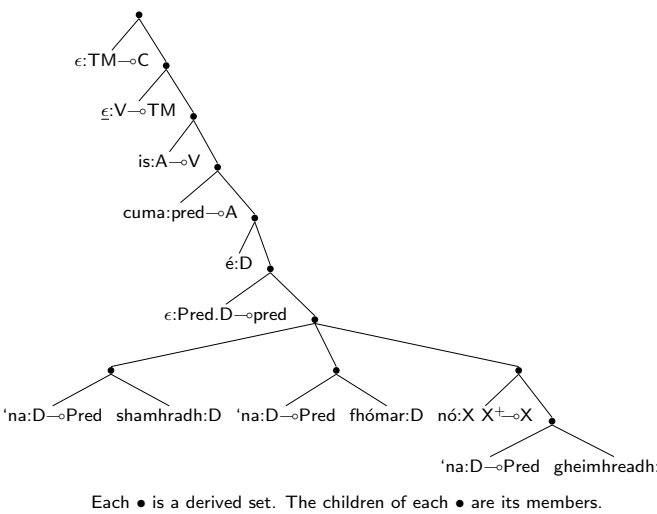 ϵ:TM⊸C
ϵ:V⊸TM
is:A⊸V
cuma:pred⊸A
é:D
ϵ:Pred.D⊸pred
‘na:D⊸Pred shamhradh:D ‘na:D⊸Pred fhómar:D nó:X X⁺⊸X
‘na:D⊸Pred gheimhreadh:
Each • is a derived set. The children of each • are its members.